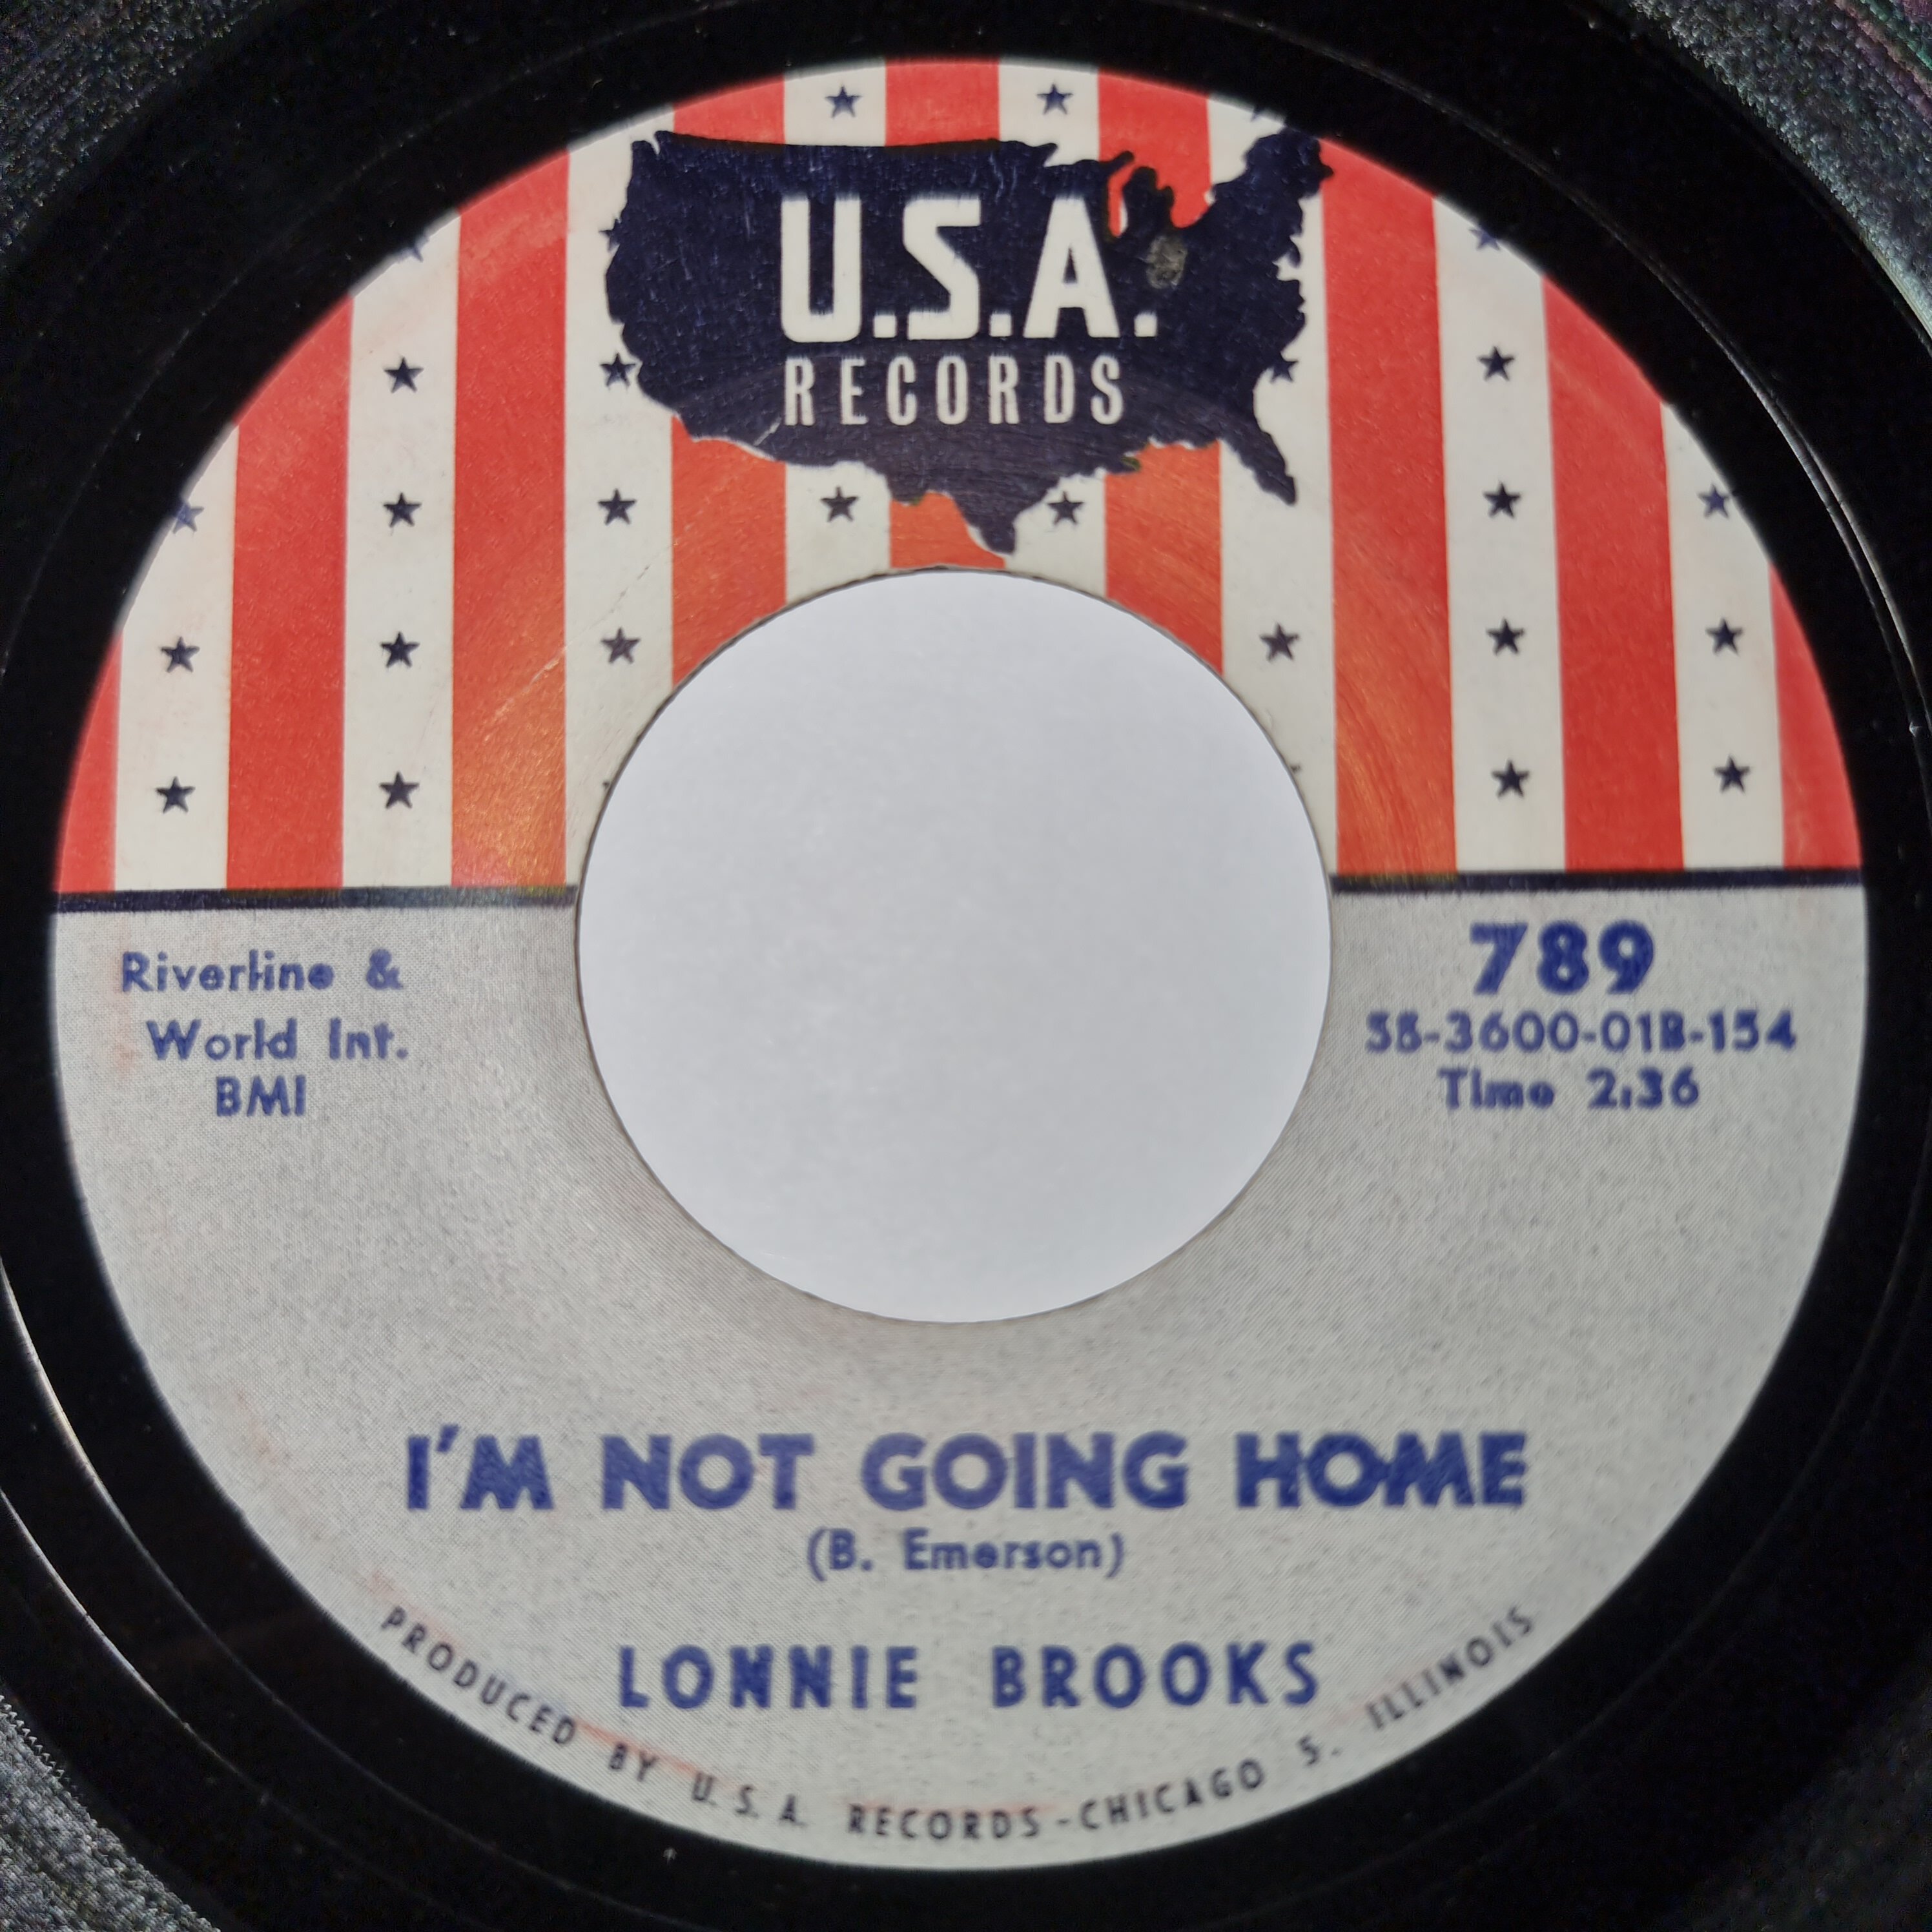 U.S.A.
RECORDS
Riverline &
World Int.
BMI
789
58-3600-01B-154
Time 2:36
I'M NOT GOING HOME
(B. Emerson)
LONNIE BROOKS
PRODUCED BY U.S.A. RECORDS-CHICAGO 5. ILLINOIS